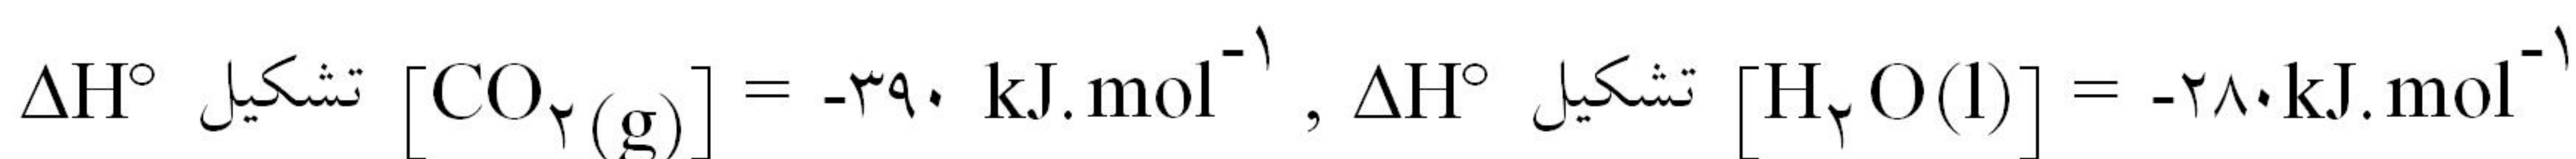 ΔH° تشکیل [CO۲(g)] = -۳۹۰ kJ.mol⁻¹ , ΔH° تشکیل [H۲O(l)] = -۲۸۰kJ.mol⁻¹